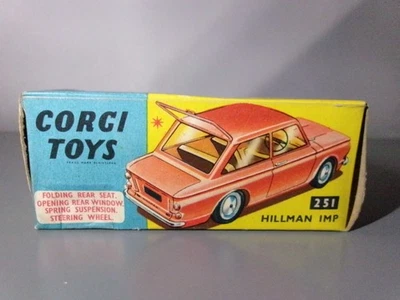 CORGI
TOYS
FOLDING REAR SEAT,
OPENING REAR WINDOW,
SPRING SUSPENSION,
STEERING WHEEL.
251
HILLMAN IMP